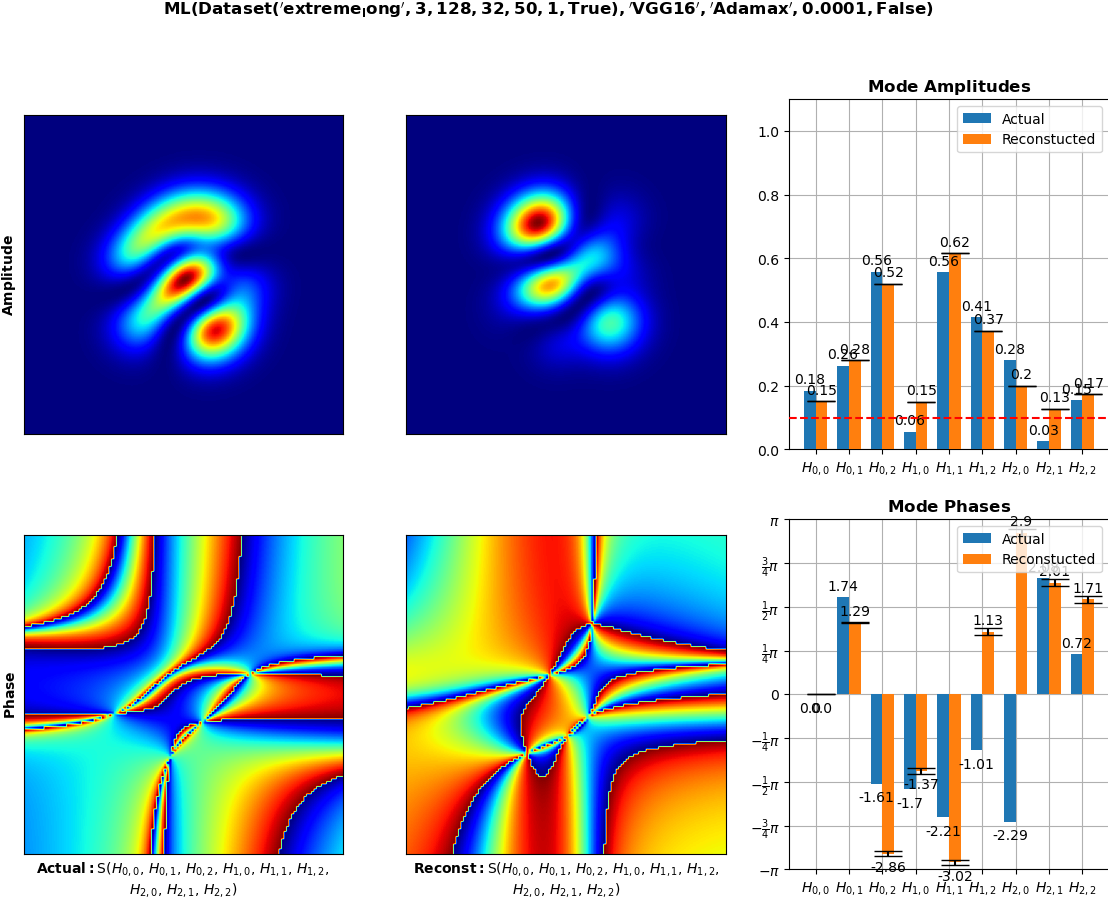 ML(Dataset('extreme_long', 3, 128, 32, 50, 1, True), 'VGG16', 'Adamax', 0.0001, False)
Amplitude
Mode Amplitudes
Actual
Reconstucted
1.0
0.8
0.6
0.4
0.2
0.0
0.18
0.15
0.26
0.28
0.56
0.52
0.06
0.15
0.56
0.62
0.41
0.37
0.28
0.2
0.03
0.13
0.15
0.17
H0,0 H0,1 H0,2 H1,0 H1,1 H1,2 H2,0 H2,1 H2,2
Phase
Actual: S(H0,0, H0,1, H0,2, H1,0, H1,1, H1,2,
H2,0, H2,1, H2,2)
Reconst: S(H0,0, H0,1, H0,2, H1,0, H1,1, H1,2,
H2,0, H2,1, H2,2)
Mode Phases
Actual
Reconstucted
π
3/4π
1/2π
1/4π
0
−1/4π
−1/2π
−3/4π
−π
0.0
0.0
1.74
1.29
-1.61
-2.86
-1.7
-1.37
-2.21
-3.02
-1.01
1.13
-2.29
2.9
2.01
0.72
1.71
H0,0 H0,1 H0,2 H1,0 H1,1 H1,2 H2,0 H2,1 H2,2